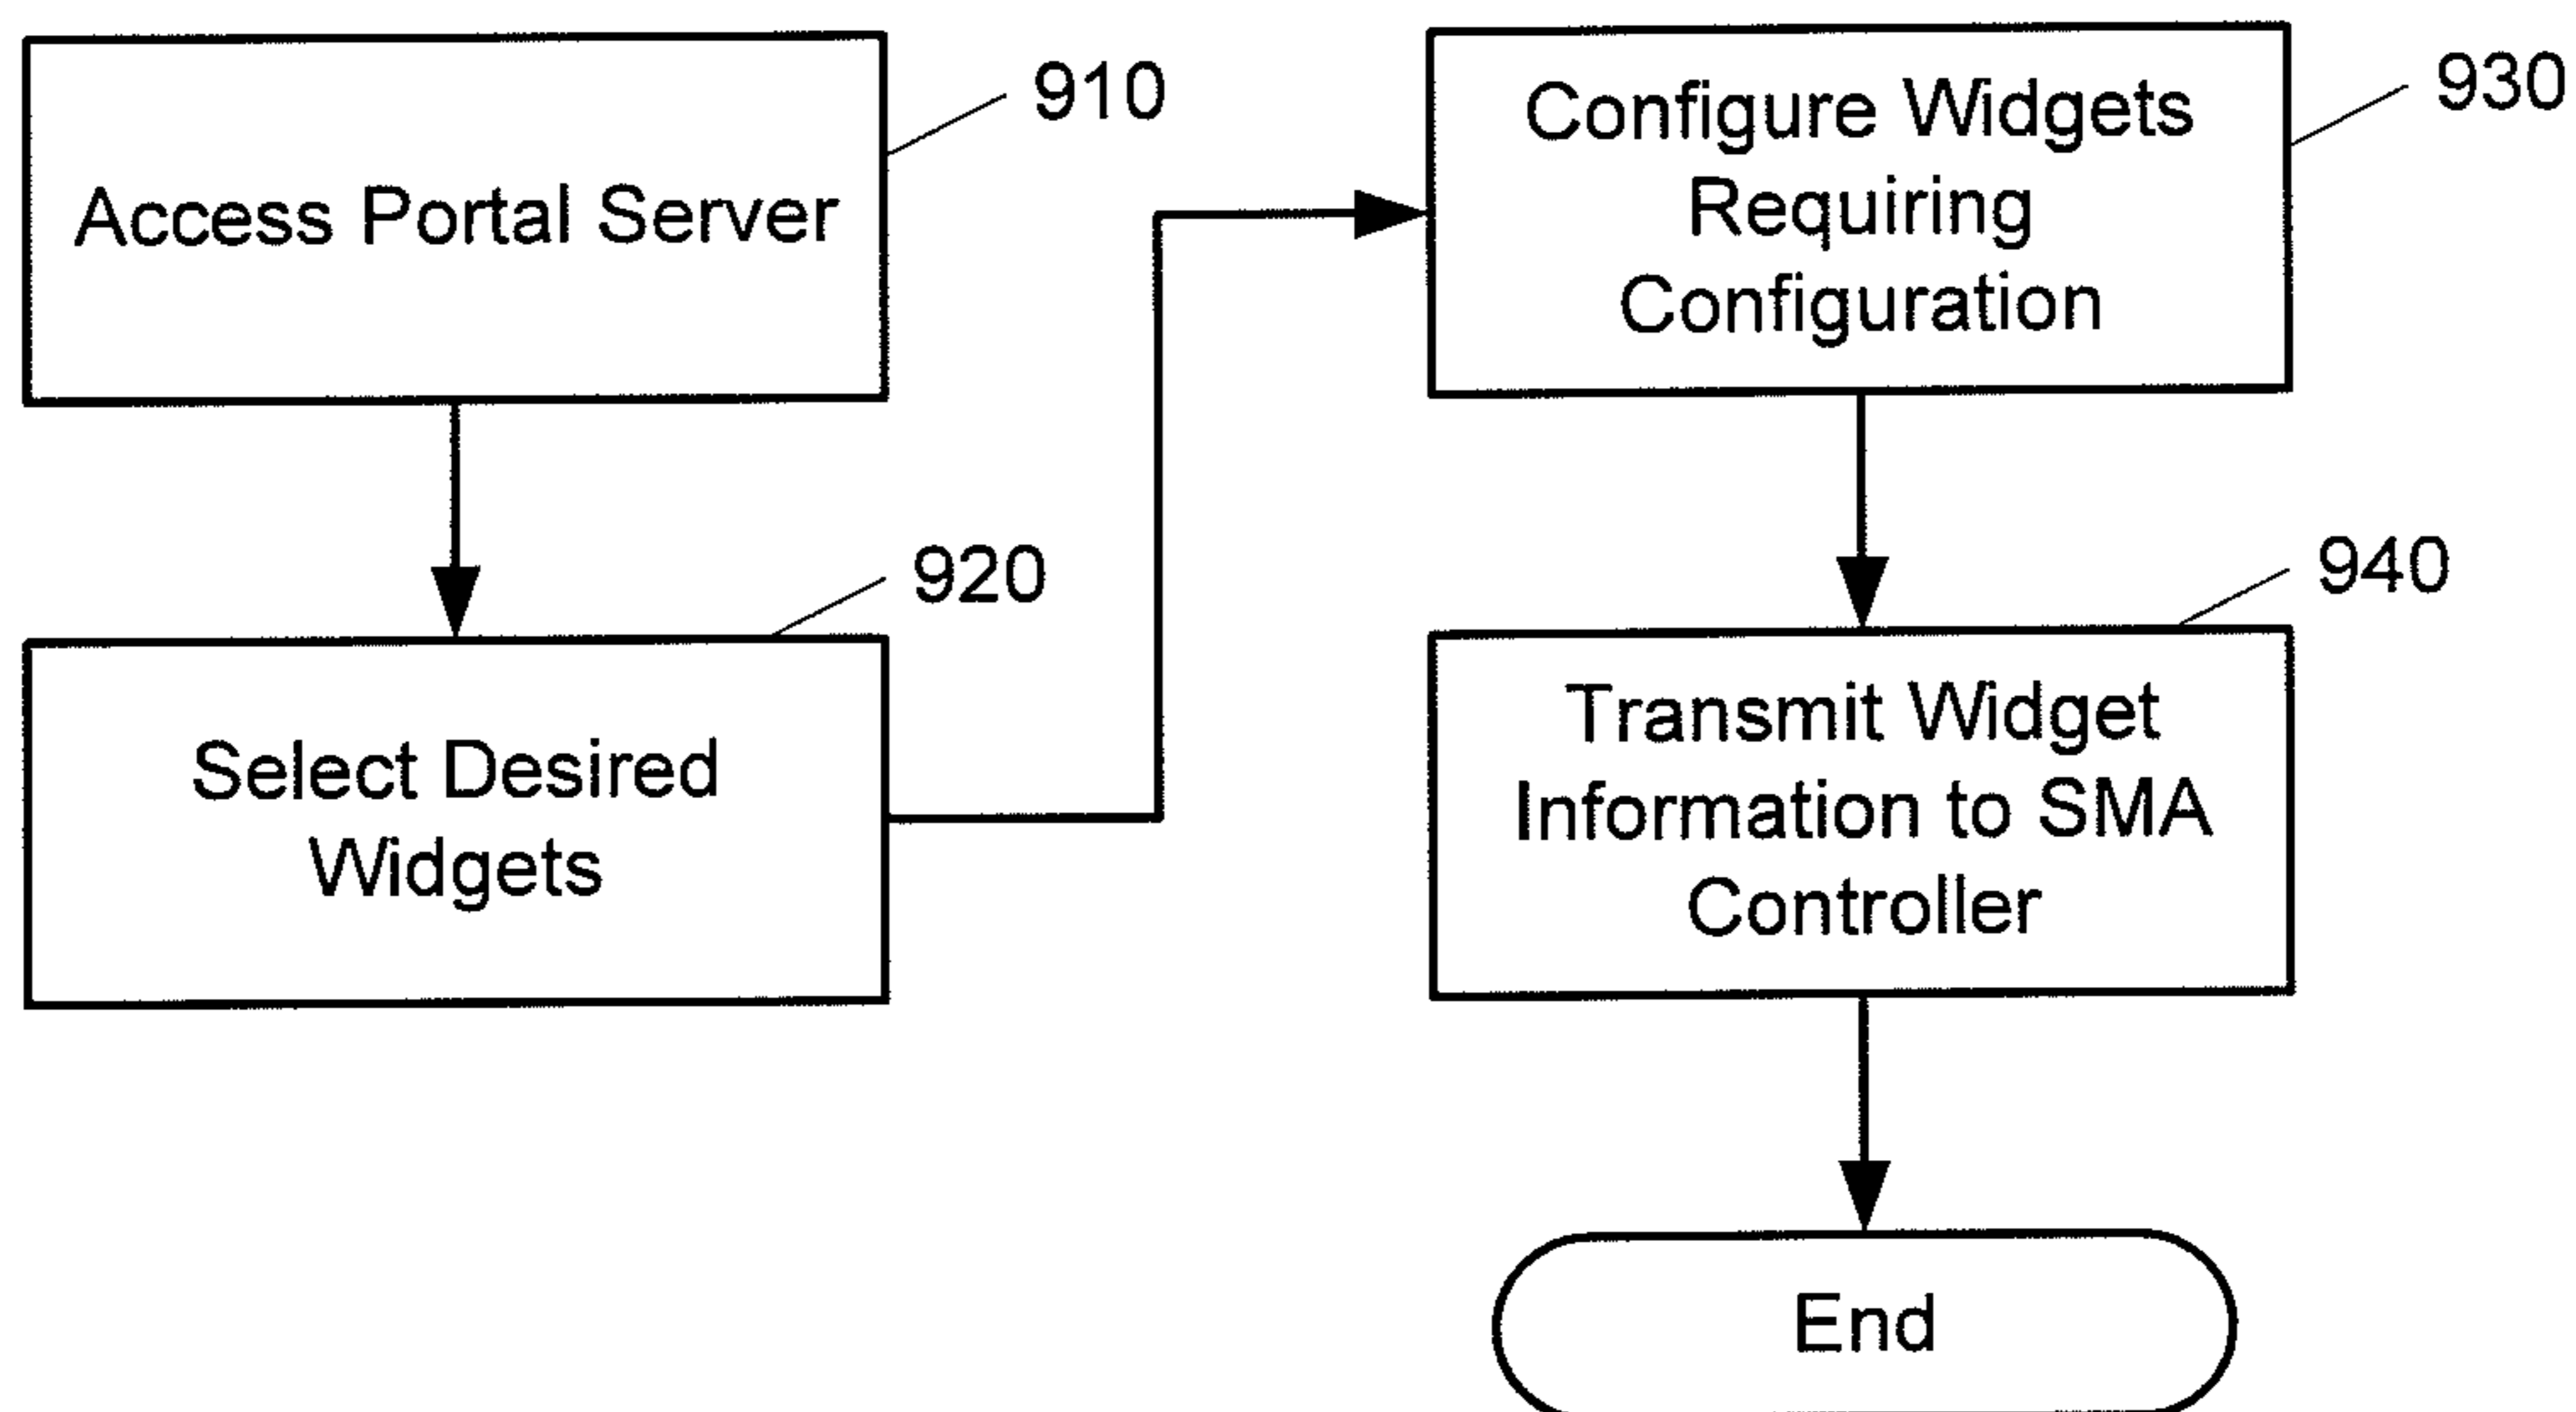 910
Access Portal Server
920
Select Desired
Widgets
930
Configure Widgets
Requiring
Configuration
940
Transmit Widget
Information to SMA
Controller
End